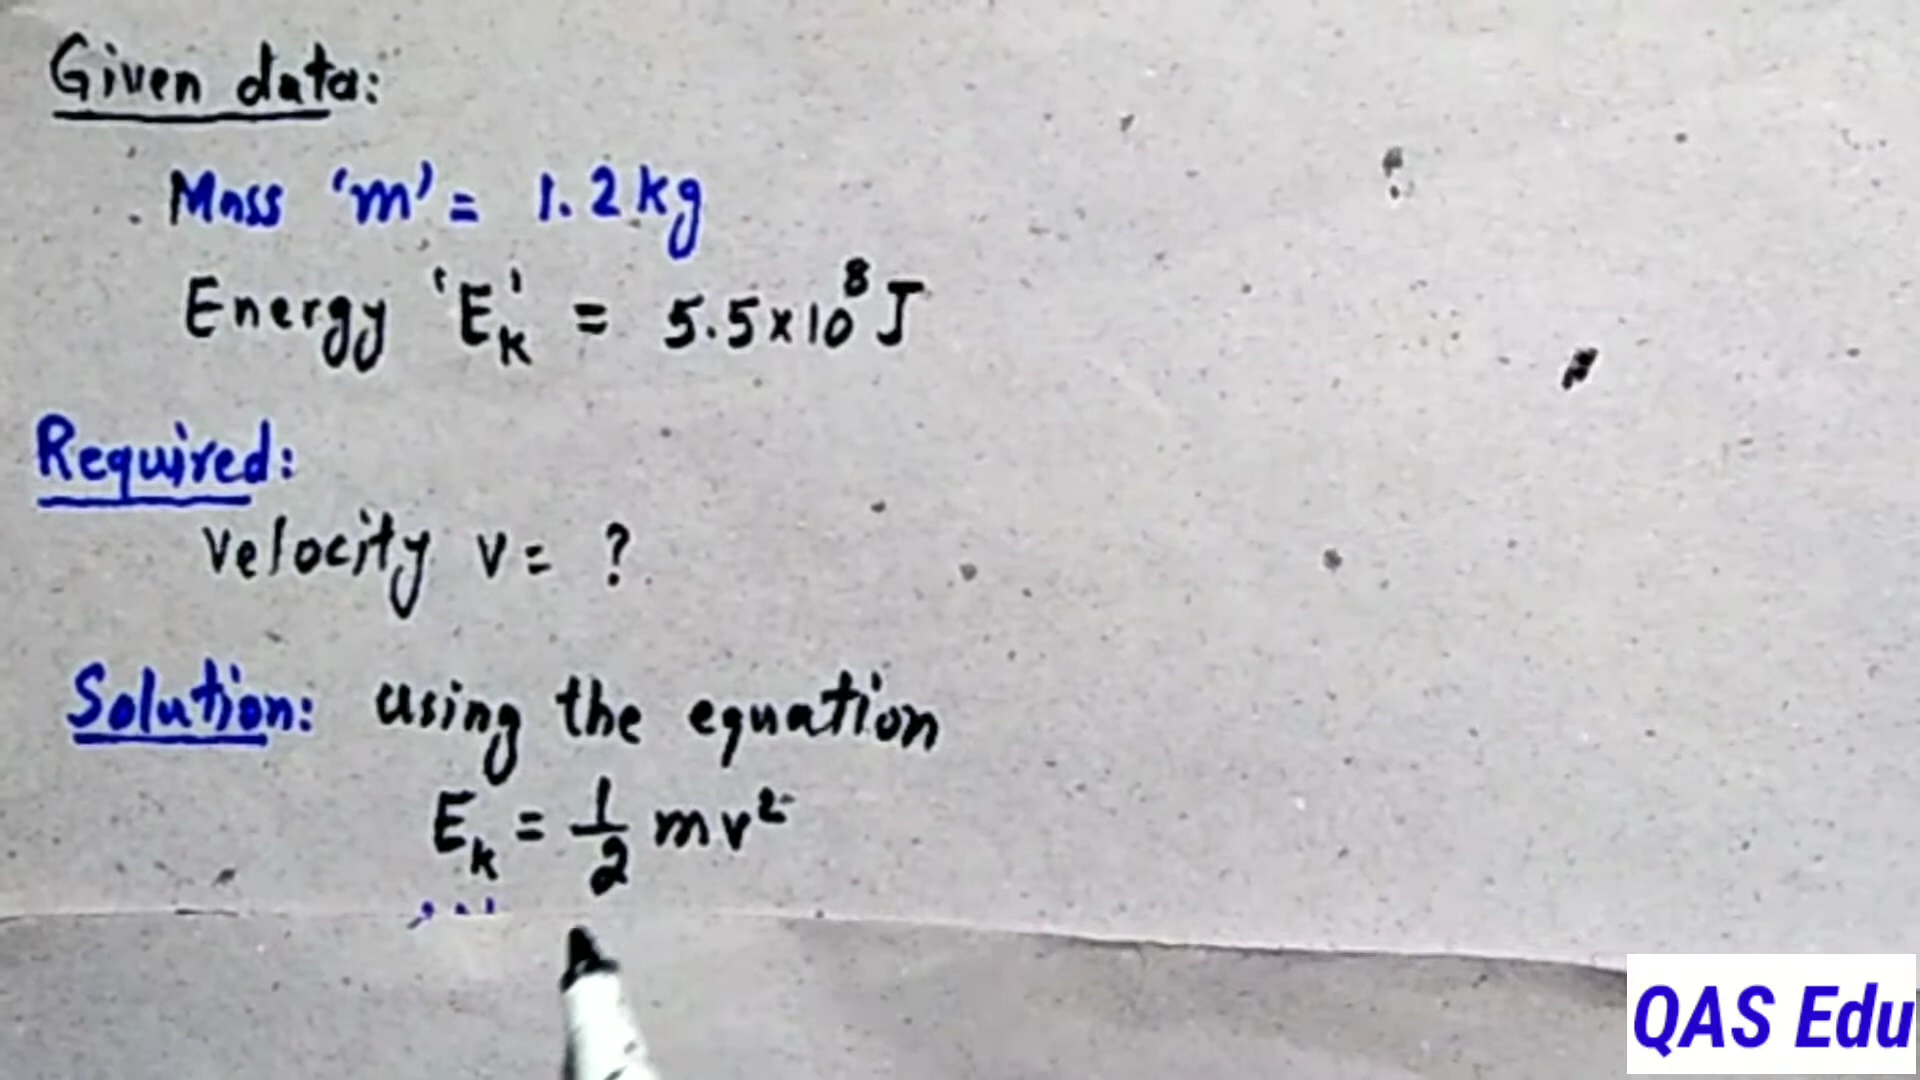 Given data:
Mass 'm' = 1.2 kg
Energy 'Ek' = 5.5×10⁸ J
Required:
Velocity v = ?
Solution: using the equation
Ek = 1/2 mv²
QAS Edu